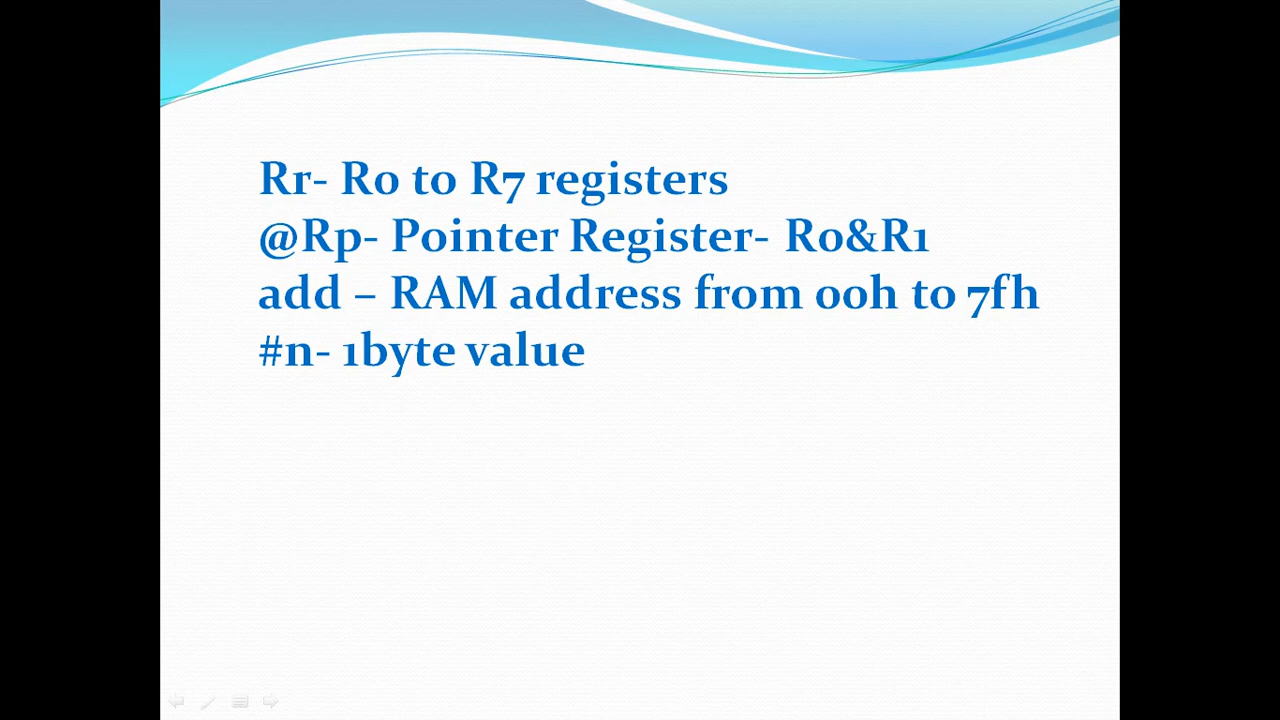 Rr- R0 to R7 registers
@Rp- Pointer Register- R0&R1
add – RAM address from 00h to 7fh
#n- 1byte value